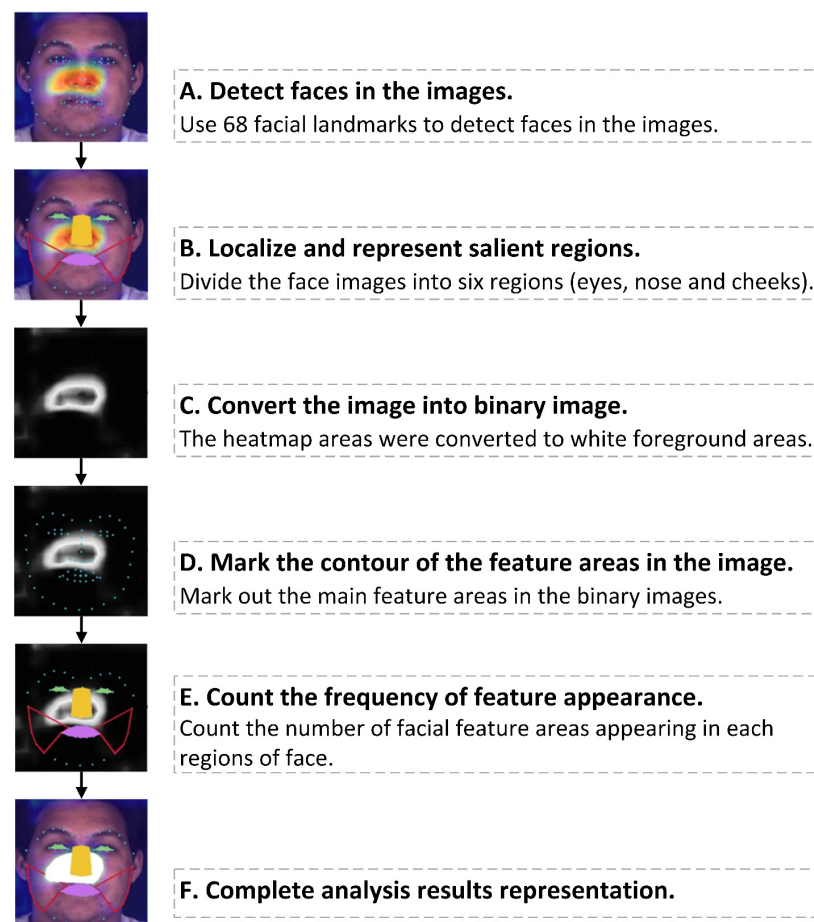 A. Detect faces in the images.
Use 68 facial landmarks to detect faces in the images.
B. Localize and represent salient regions.
Divide the face images into six regions (eyes, nose and cheeks).
C. Convert the image into binary image.
The heatmap areas were converted to white foreground areas.
D. Mark the contour of the feature areas in the image.
Mark out the main feature areas in the binary images.
E. Count the frequency of feature appearance.
Count the number of facial feature areas appearing in each
regions of face.
F. Complete analysis results representation.